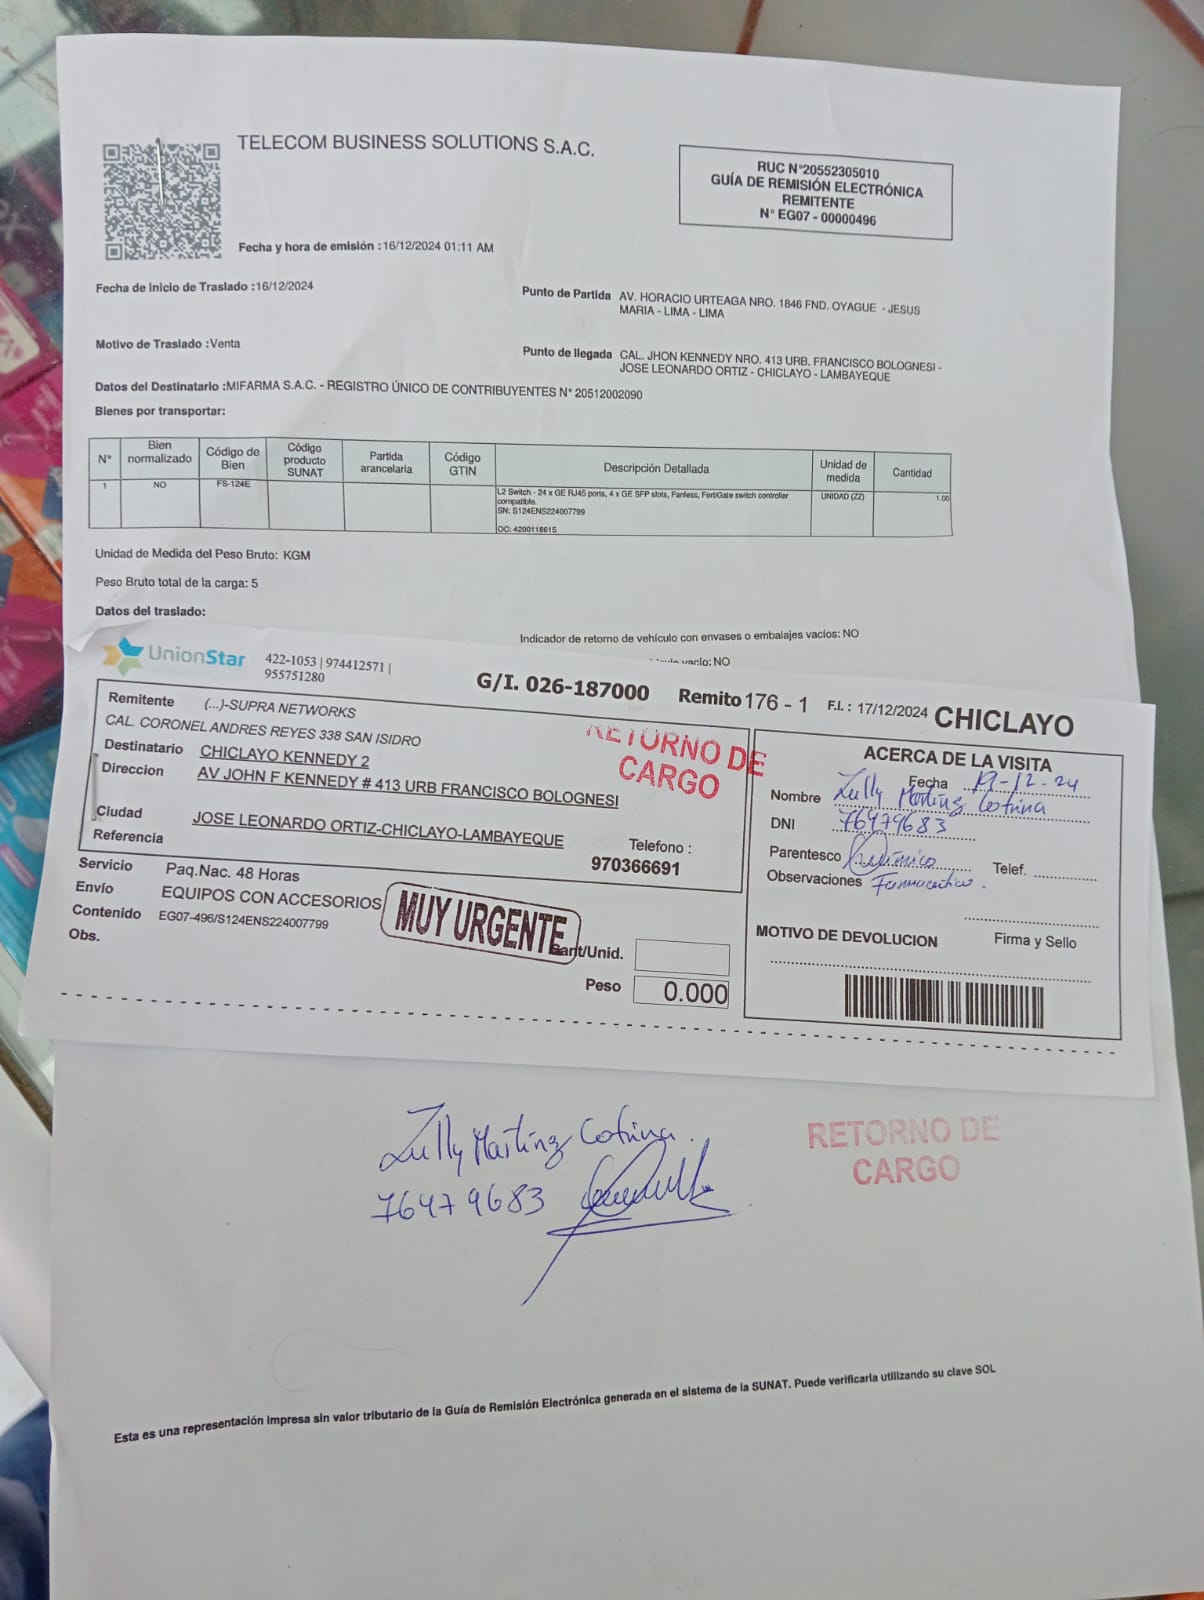 TELECOM BUSINESS SOLUTIONS S.A.C.
RUC N°20552305010
GUÍA DE REMISIÓN ELECTRÓNICA
REMITENTE
N° EG07 - 00000496
Fecha y hora de emisión :16/12/2024 01:11 AM
Fecha de inicio de Traslado :16/12/2024
Punto de Partida AV. HORACIO URTEAGA NRO. 1846 FND. OYAGUE - JESUS
MARIA - LIMA - LIMA
Motivo de Traslado :Venta
Punto de llegada CAL. JHON KENNEDY NRO. 413 URB. FRANCISCO BOLOGNESI -
JOSE LEONARDO ORTIZ - CHICLAYO - LAMBAYEQUE
Datos del Destinatario :MIFARMA S.A.C. - REGISTRO ÚNICO DE CONTRIBUYENTES N° 20512002090
Bienes por transportar:
N° Bien normalizado Código de Bien Código producto SUNAT Partida arancelaria Código GTIN Descripción Detallada Unidad de medida Cantidad
1 NO FS-124E L2 Switch - 24 x GE RJ45 ports, 4 x GE SFP slots, Fanless, FortiGate switch controller UNIDAD (ZZ) 1.00
compatible.
SN: S124ENS224007799
OC: 4200116615
Unidad de Medida del Peso Bruto: KGM
Peso Bruto total de la carga: 5
Datos del traslado:
Indicador de retorno de vehículo con envases o embalajes vacíos: NO
vacío: NO
UnionStar
422-1053 | 974412571 |
955751280
G/I. 026-187000 Remito 176 - 1 F.I.: 17/12/2024 CHICLAYO
Remitente (...)-SUPRA NETWORKS
CAL. CORONEL ANDRES REYES 338 SAN ISIDRO
Destinatario CHICLAYO KENNEDY 2
Direccion AV JOHN F KENNEDY # 413 URB FRANCISCO BOLOGNESI
Ciudad JOSE LEONARDO ORTIZ-CHICLAYO-LAMBAYEQUE
Referencia
Telefono :
970366691
RETORNO DE
CARGO
Servicio Paq.Nac. 48 Horas
Envío EQUIPOS CON ACCESORIOS
Contenido EG07-496/S124ENS224007799
Obs.
MUY URGENTE
Cant/Unid.
Peso 0.000
ACERCA DE LA VISITA
Fecha 19-12-24
Nombre Zully Martínez Cotrina
DNI 76479683
Parentesco Químico Telef.
Observaciones Farmacéutico.
MOTIVO DE DEVOLUCION Firma y Sello
Zully Martínez Cotrina.
76479683
RETORNO DE
CARGO
Esta es una representación impresa sin valor tributario de la Guía de Remisión Electrónica generada en el sistema de la SUNAT. Puede verificarla utilizando su clave SOL